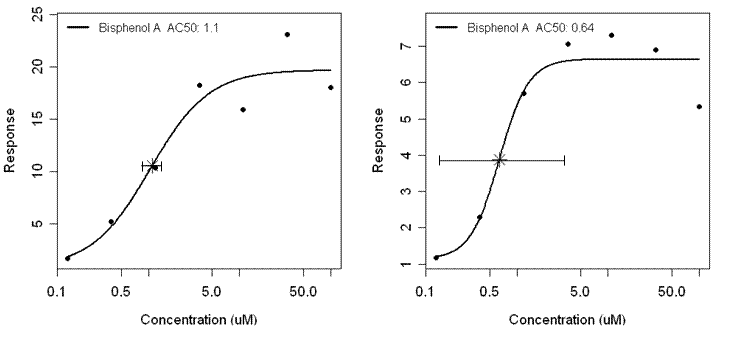 Bisphenol A AC50: 1.1
Response
25
20
15
10
5
0.1 0.5 5.0 50.0
Concentration (uM)
Bisphenol A AC50: 0.64
Response
7
6
5
4
3
2
1
0.1 0.5 5.0 50.0
Concentration (uM)